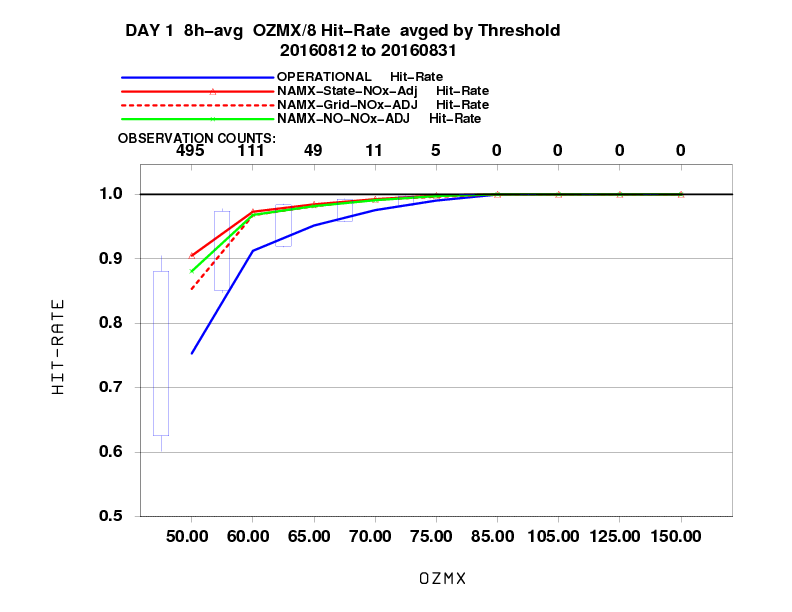 DAY 1 8h-avg OZMX/8 Hit-Rate avged by Threshold
20160812 to 20160831
OPERATIONAL Hit-Rate
NAMX-State-NOx-Adj Hit-Rate
NAMX-Grid-NOx-ADJ Hit-Rate
NAMX-NO-NOx-ADJ Hit-Rate
OBSERVATION COUNTS:
495 111 49 11 5 0 0 0 0
1.0
0.9
0.8
0.7
0.6
0.5
HIT-RATE
50.00 60.00 65.00 70.00 75.00 85.00 105.00 125.00 150.00
OZMX